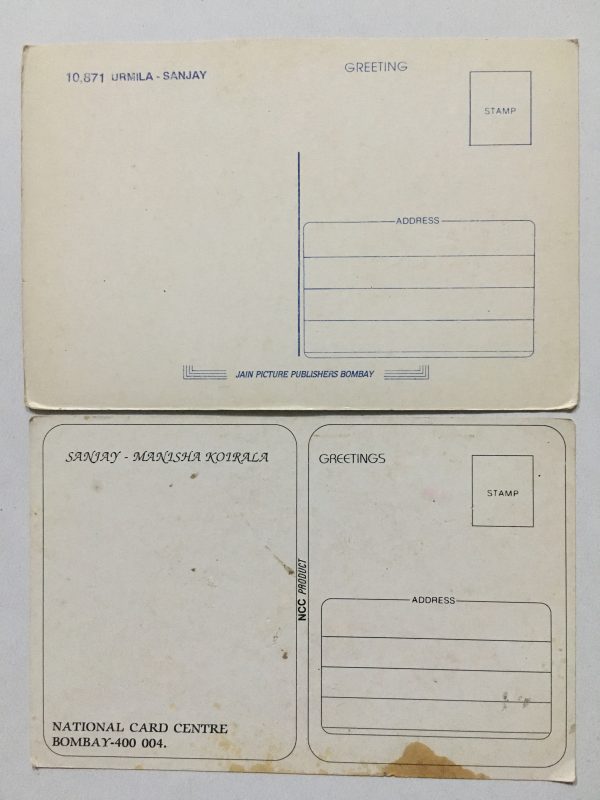 10,871 URMILA - SANJAY
GREETING
STAMP
ADDRESS
JAIN PICTURE PUBLISHERS BOMBAY
SANJAY - MANISHA KOIRALA
GREETINGS
STAMP
NCC PRODUCT
ADDRESS
NATIONAL CARD CENTRE
BOMBAY-400 004.